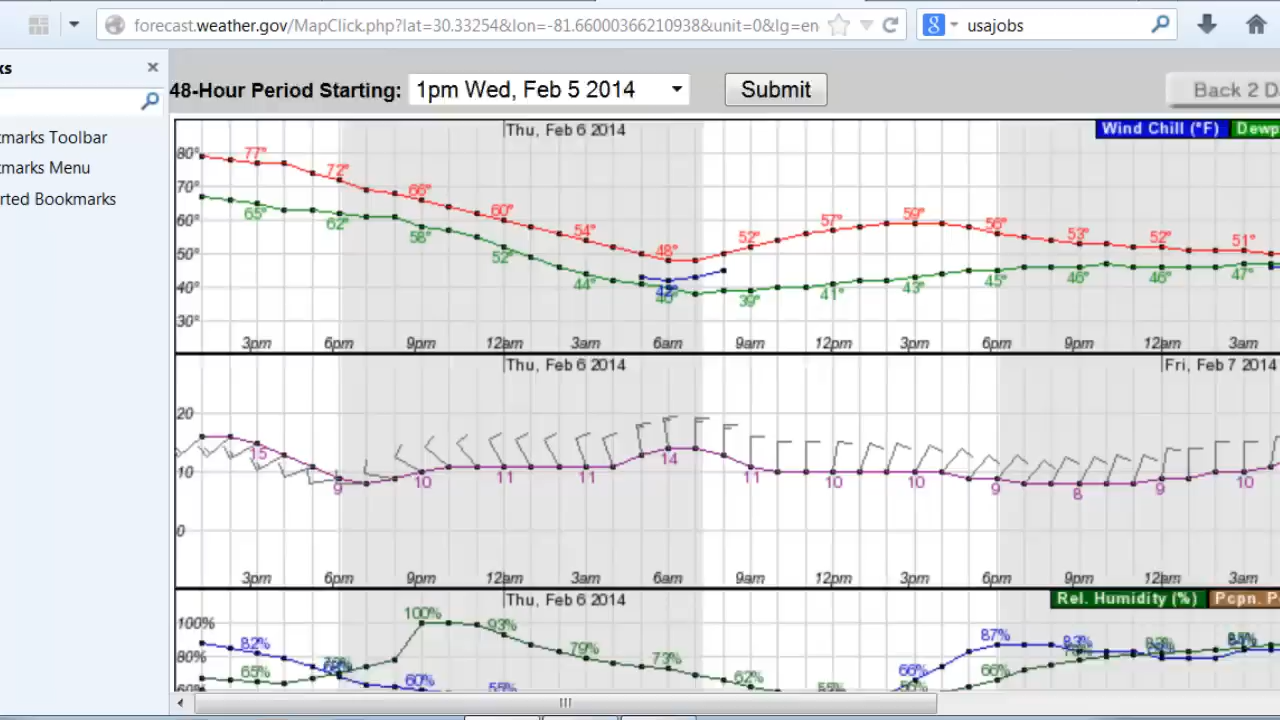 forecast.weather.gov/MapClick.php?lat=30.33254&lon=-81.66000366210938&unit=0&lg=en
usajobs
ks
kmarks Toolbar
kmarks Menu
rted Bookmarks
48-Hour Period Starting: 1pm Wed, Feb 5 2014 Submit Back 2 Da
Thu, Feb 6 2014 Wind Chill (°F) Dewp
80° 77° 72°
70° 66°
65° 62° 60° 57° 59° 56°
60° 58° 54° 53° 52° 51°
52° 48° 52°
50° 44° 42° 40° 39° 41° 43° 45° 46° 46° 47°
40°
30°
3pm 6pm 9pm 12am 3am 6am 9am 12pm 3pm 6pm 9pm 12am 3am
Thu, Feb 6 2014 Fri, Feb 7 2014
20
15 14
10 9 10 11 11 11 10 10 9 8 9 10
0
3pm 6pm 9pm 12am 3am 6am 9am 12pm 3pm 6pm 9pm 12am 3am
Thu, Feb 6 2014 Rel. Humidity (%) Pcpn. P
100% 100% 93%
82% 79% 87% 83%
80% 65% 73% 66% 66%
60% 62%